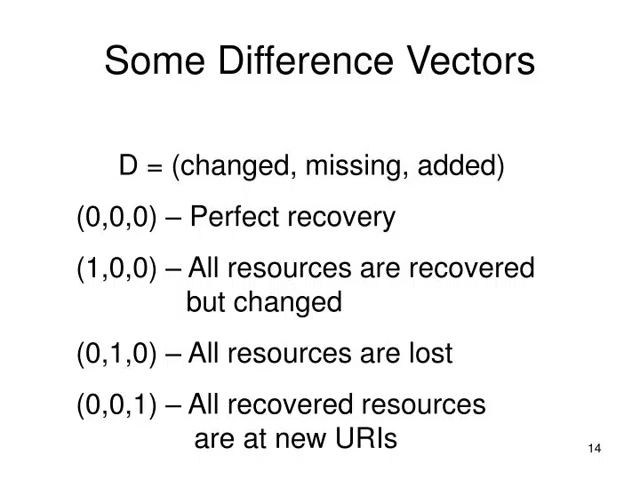 Some Difference Vectors
D = (changed, missing, added)
(0,0,0) – Perfect recovery
(1,0,0) – All resources are recovered
but changed
(0,1,0) – All resources are lost
(0,0,1) – All recovered resources
are at new URIs
14